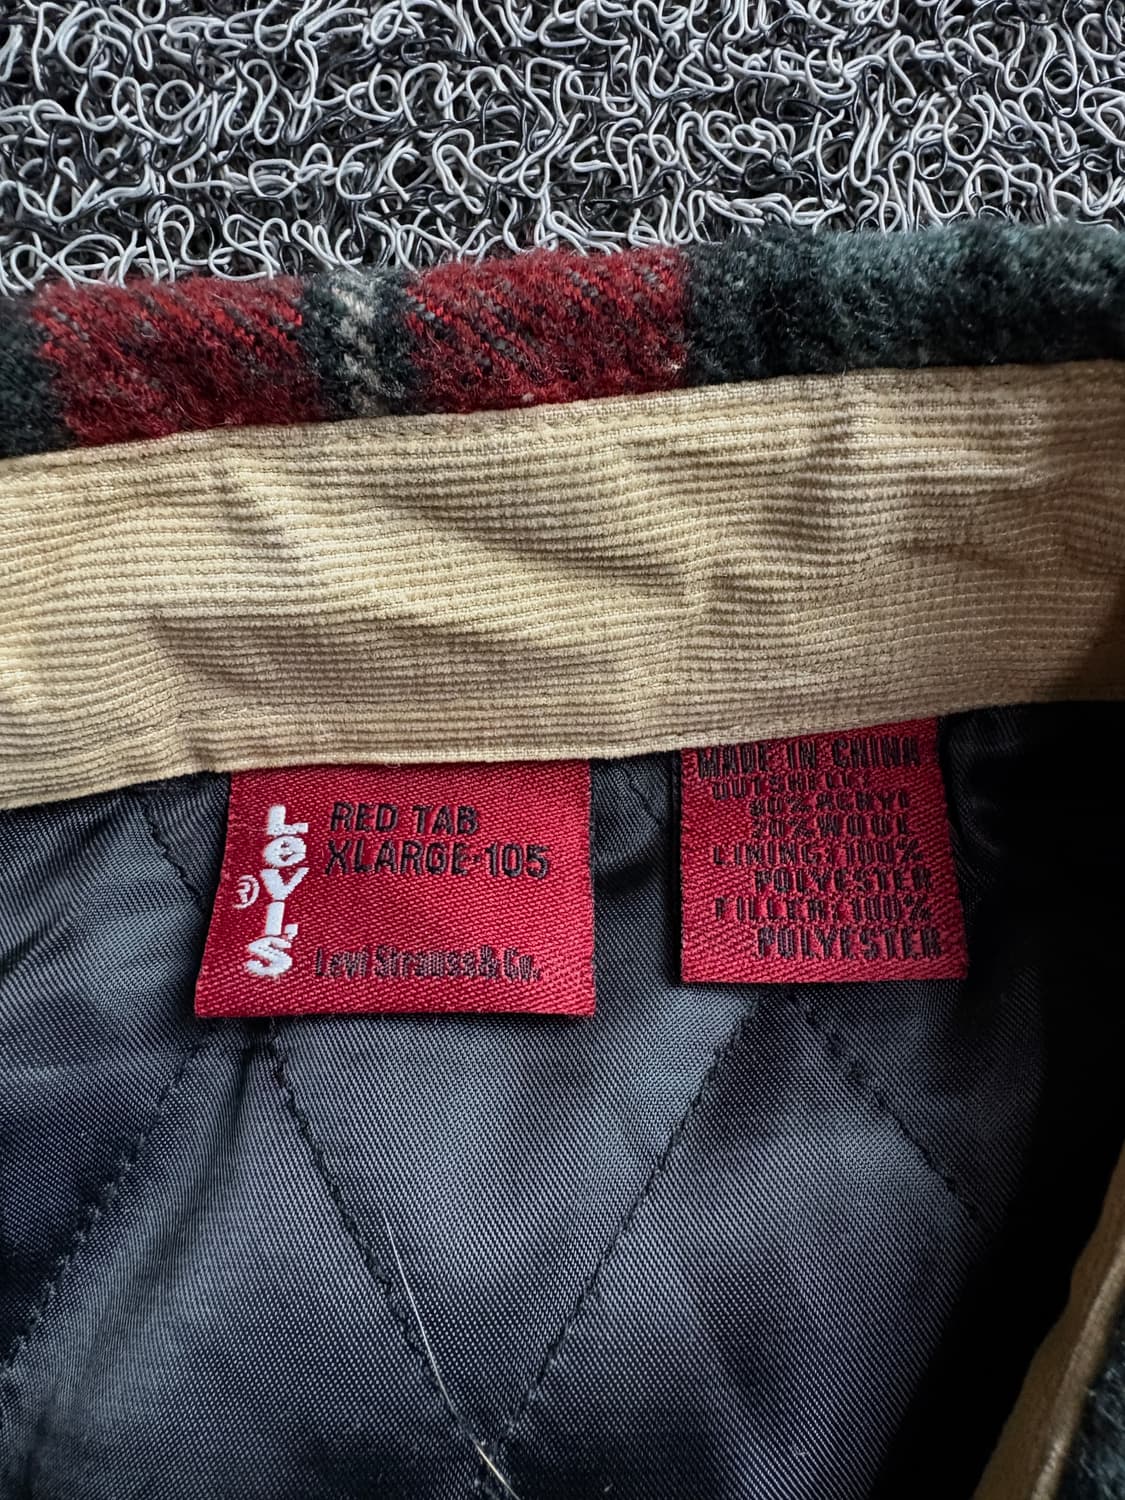 LeVI'S
®
RED TAB
XLARGE-105
Levi Strauss & Co.
MADE IN CHINA
OUTSHELL:
80% ACRYL
20% WOOL
LINING: 100%
POLYESTER
FILLER: 100%
POLYESTER